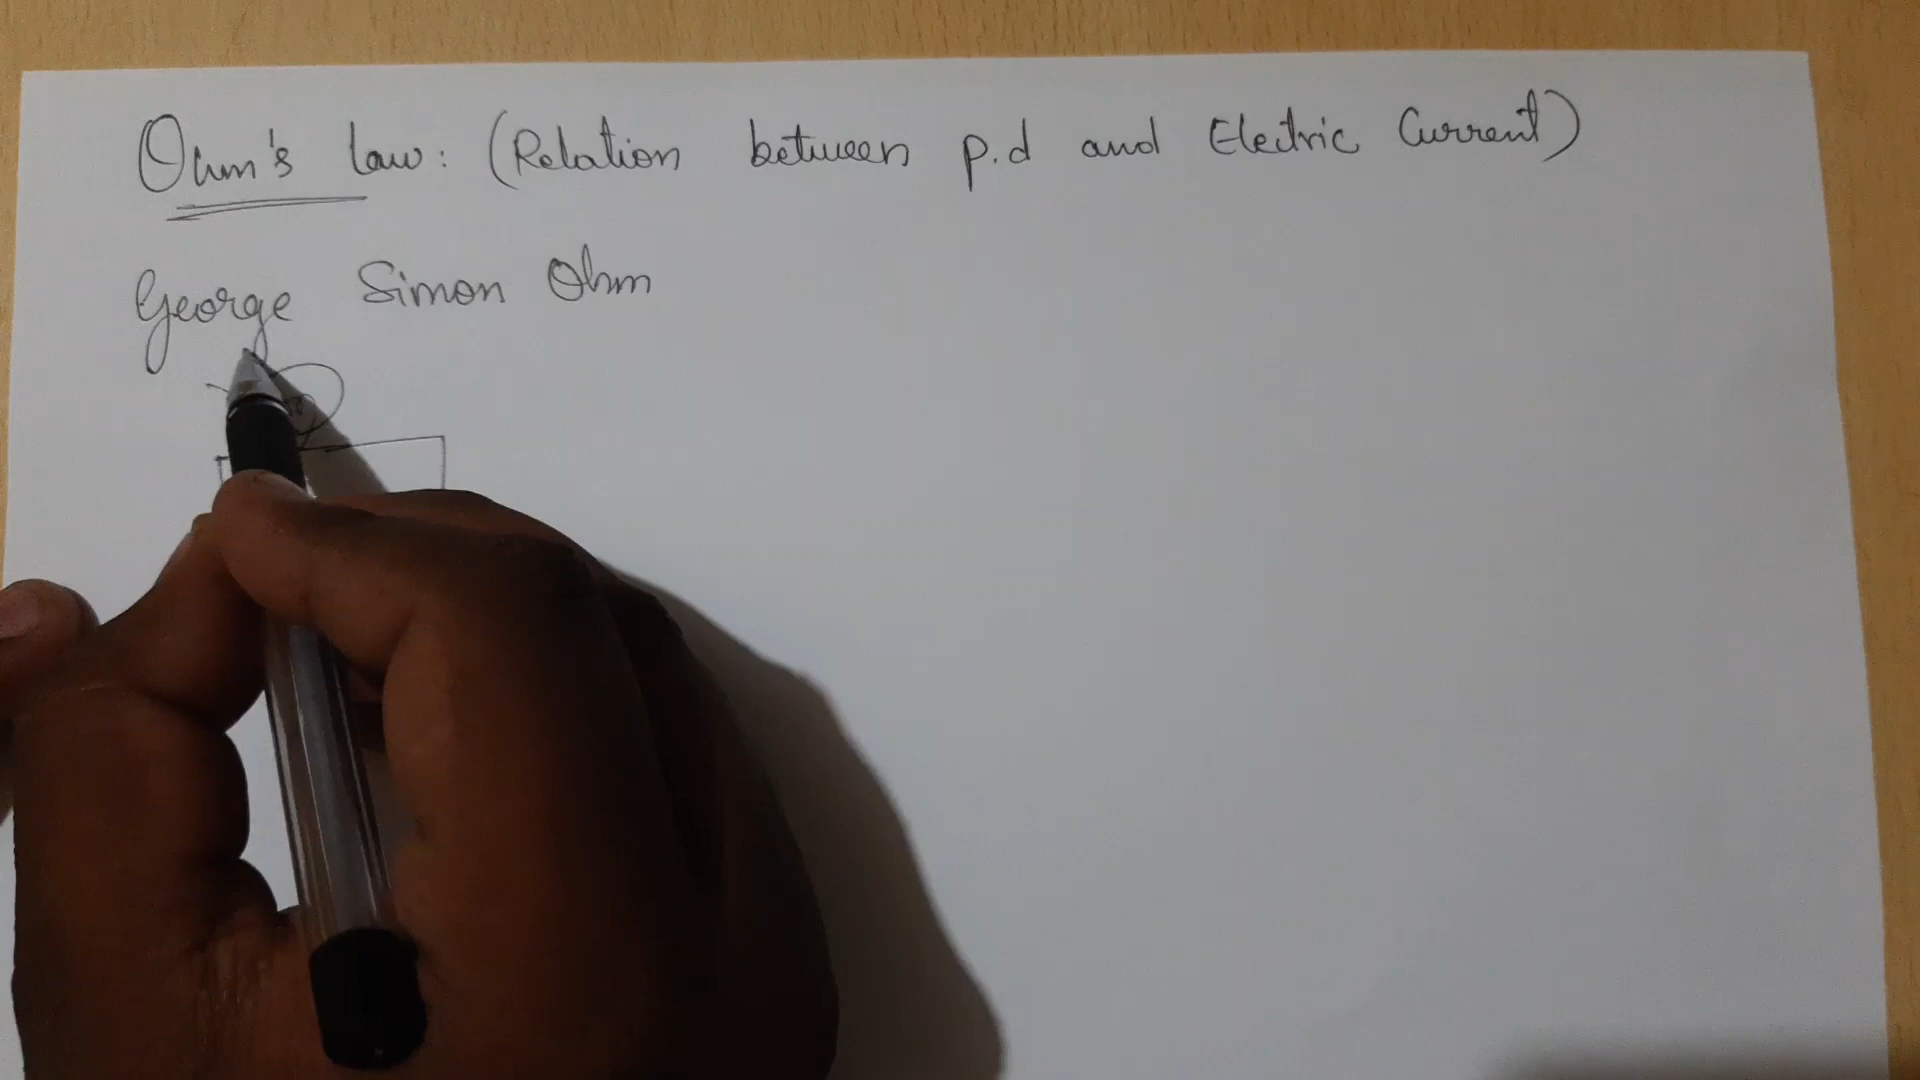 Ohm's law: (Relation between p.d and Electric Current)
George Simon Ohm